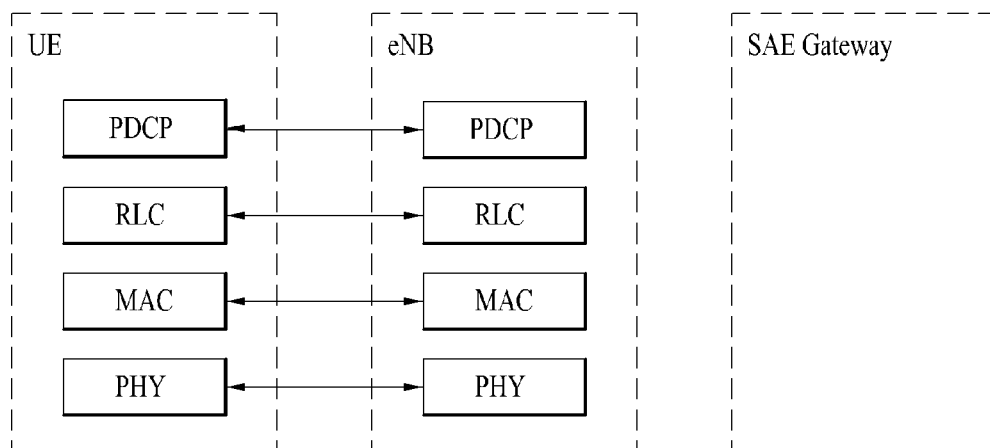 UE eNB SAE Gateway
PDCP PDCP
RLC RLC
MAC MAC
PHY PHY